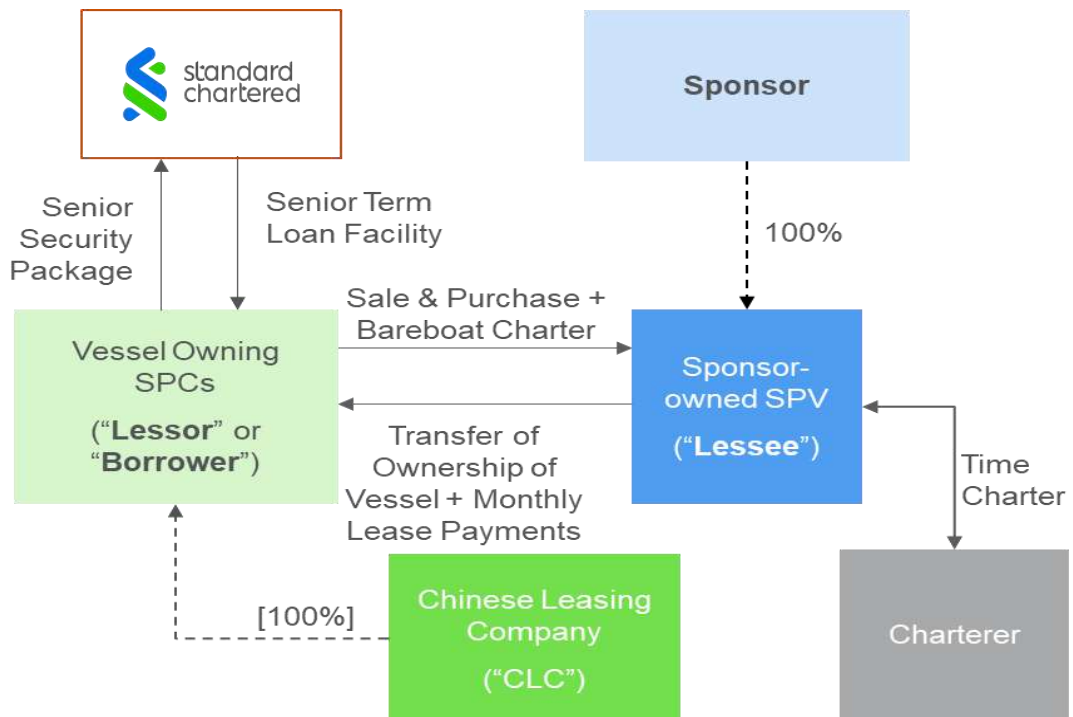 standard
chartered
Sponsor
Senior
Security
Package
Senior Term
Loan Facility
100%
Sale & Purchase +
Bareboat Charter
Vessel Owning
SPCs
(“Lessor” or
“Borrower”)
Sponsor-
owned SPV
(“Lessee”)
Transfer of
Ownership of
Vessel + Monthly
Lease Payments
Time
Charter
[100%]
Chinese Leasing
Company
(“CLC”)
Charterer